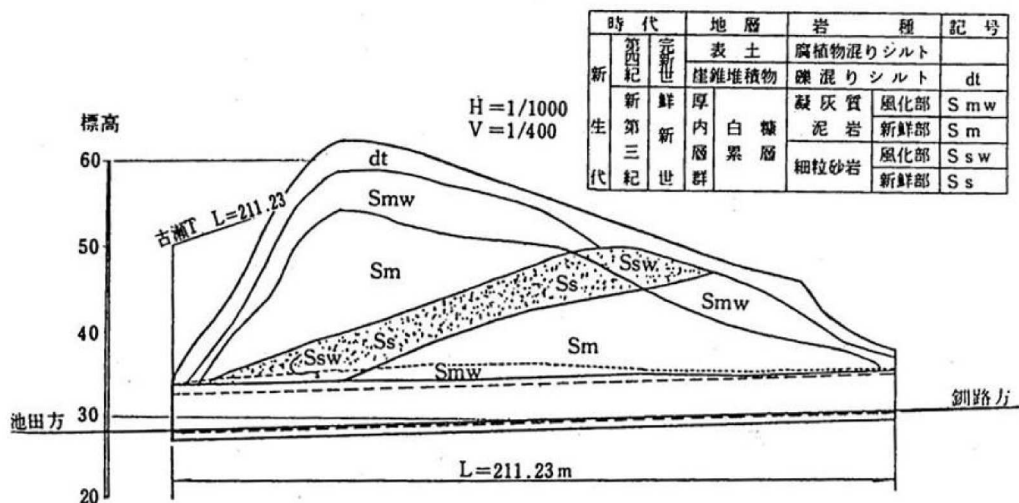 時代 地層 岩種 記号
新生代 第四紀 完新世 表土 腐植物混りシルト
崖錐堆積物 礫混りシルト dt
新第三紀 鮮新世 厚内層群 白糠累層 凝灰質泥岩 風化部 Smw
新鮮部 Sm
細粒砂岩 風化部 Ssw
新鮮部 Ss
H=1/1000
V=1/400
標高
60
50
40
30
20
古瀬T L=211.23
dt
Smw
Sm
Ssw
Ss
Smw
Ss
Ssw
Sm
Smw
池田方
釧路方
L=211.23m